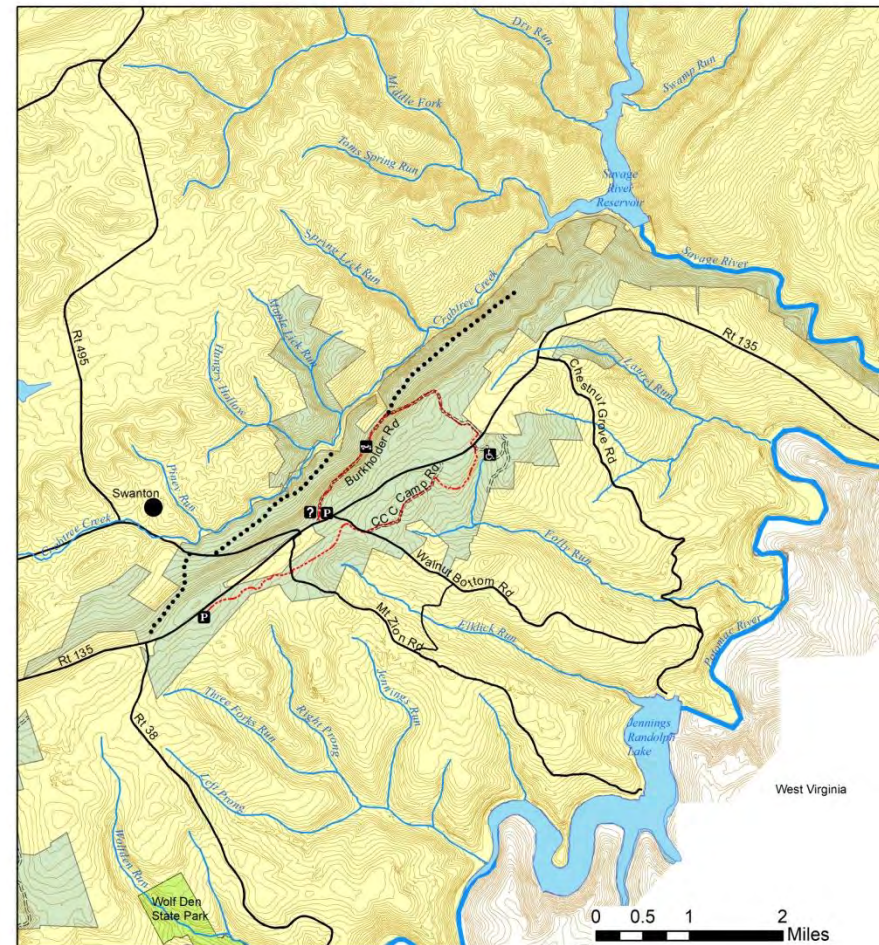 Dry Run
Swamp Run
Middle Fork
Toms Spring Run
Savage
River
Reservoir
Savage River
Spring Lick Run
Crabtree Creek
Maple Lick Run
Rt 495
Hungry Hollow
Rt 135
Laurel Run
Chestnut Grove Rd
Burkholder Rd
Piney Run
Swanton
CCC Camp Rd
? P
Crabtree Creek
Folly Run
Walnut Bottom Rd
Potomac River
P
Mt Zion Rd
Elklick Run
Rt 135
Three Forks Run
Right Prong
Jennings Run
Rt 38
Left Prong
Jennings
Randolph
Lake
West Virginia
Wolfden Run
Wolf Den
State Park
0 0.5 1 2
Miles